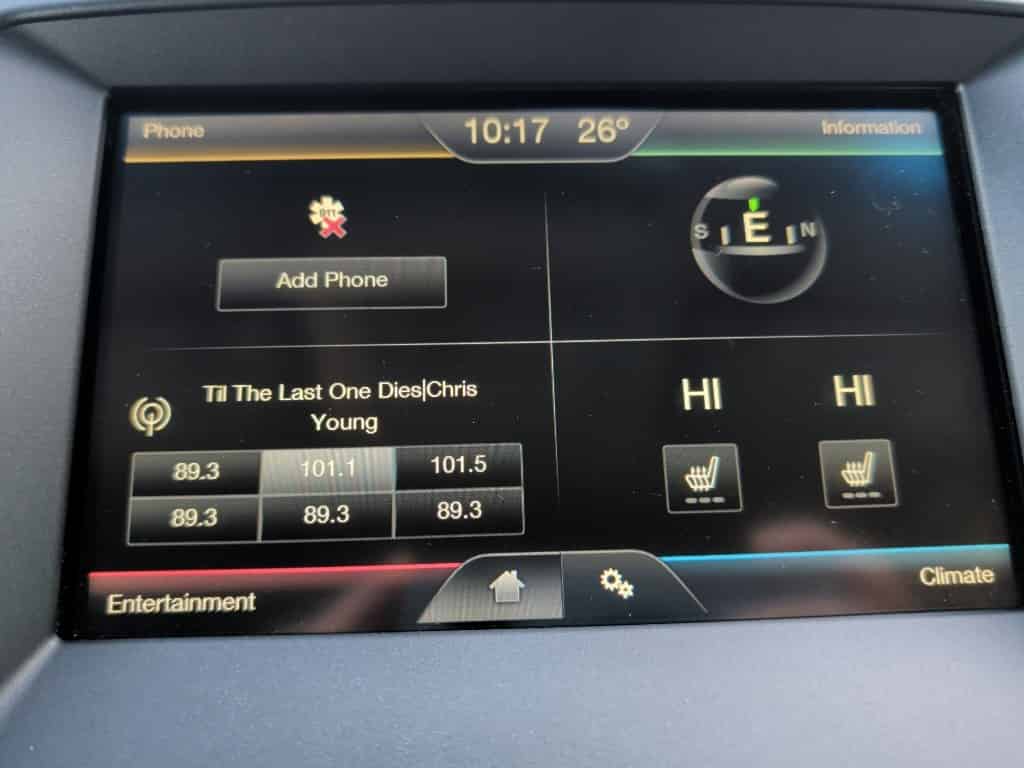 Phone
10:17 26°
Information
911
Add Phone
S E N
Til The Last One Dies|Chris
Young
89.3 101.1 101.5
89.3 89.3 89.3
HI HI
Entertainment
Climate